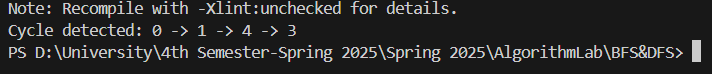 Note: Recompile with -Xlint:unchecked for details.
Cycle detected: 0 -> 1 -> 4 -> 3
PS D:\University\4th Semester-Spring 2025\Spring 2025\AlgorithmLab\BFS&DFS>